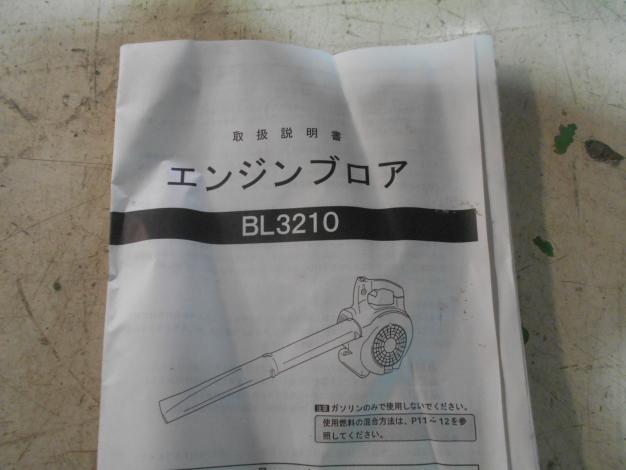 取扱説明書
エンジンブロア
BL3210
注意 ガソリンのみで使用しないでください。
使用燃料の混合方法は、P11～12を参
照してください。